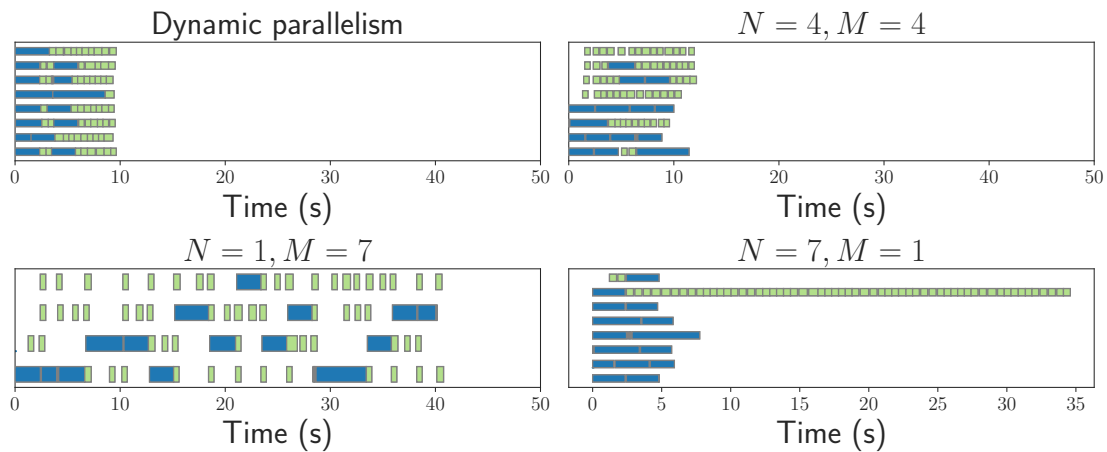 Dynamic parallelism
0 10 20 30 40 50
Time (s)
N = 4, M = 4
0 10 20 30 40 50
Time (s)
N = 1, M = 7
0 10 20 30 40 50
Time (s)
N = 7, M = 1
0 5 10 15 20 25 30 35
Time (s)